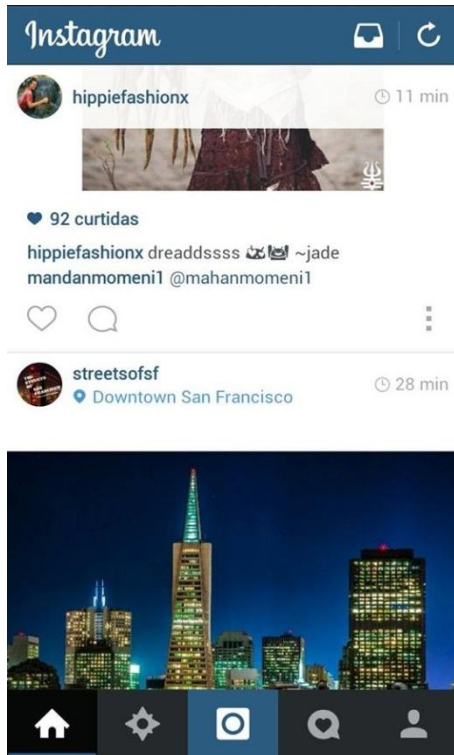 Instagram
hippiefashionx
11 min
92 curtidas
hippiefashionx dreaddssss ~jade
mandanmomeni1 @mahanmomeni1
streetsofsf
28 min
Downtown San Francisco